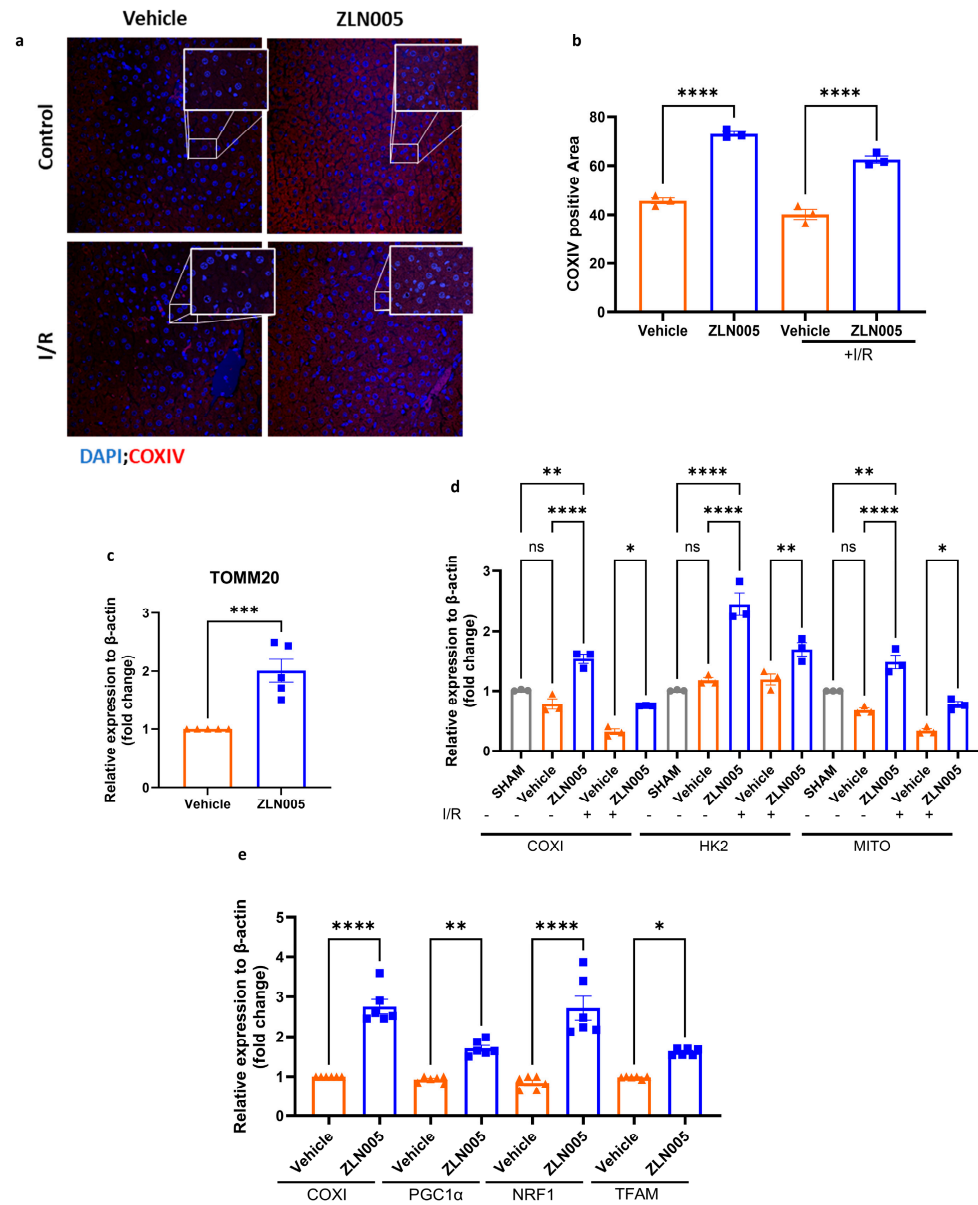 Vehicle ZLN005
a
Control
I/R
DAPI;COXIV
b
COXIV positive Area
80
60
40
20
0
**** ****
Vehicle ZLN005 Vehicle ZLN005
+I/R
c
TOMM20
Relative expression to β-actin
(fold change)
3
2
1
0
***
Vehicle ZLN005
d
Relative expression to β-actin
(fold change)
3
2
1
0
** **** **
**** **** ****
ns * ns ** ns *
SHAM Vehicle ZLN005 Vehicle ZLN005 SHAM Vehicle ZLN005 Vehicle ZLN005 SHAM Vehicle ZLN005 Vehicle ZLN005
I/R - - - + + - - - + + - - - + + -
COXI HK2 MITO
e
Relative expression to β-actin
(fold change)
5
4
3
2
1
0
**** ** **** *
Vehicle ZLN005 Vehicle ZLN005 Vehicle ZLN005 Vehicle ZLN005
COXI PGC1α NRF1 TFAM